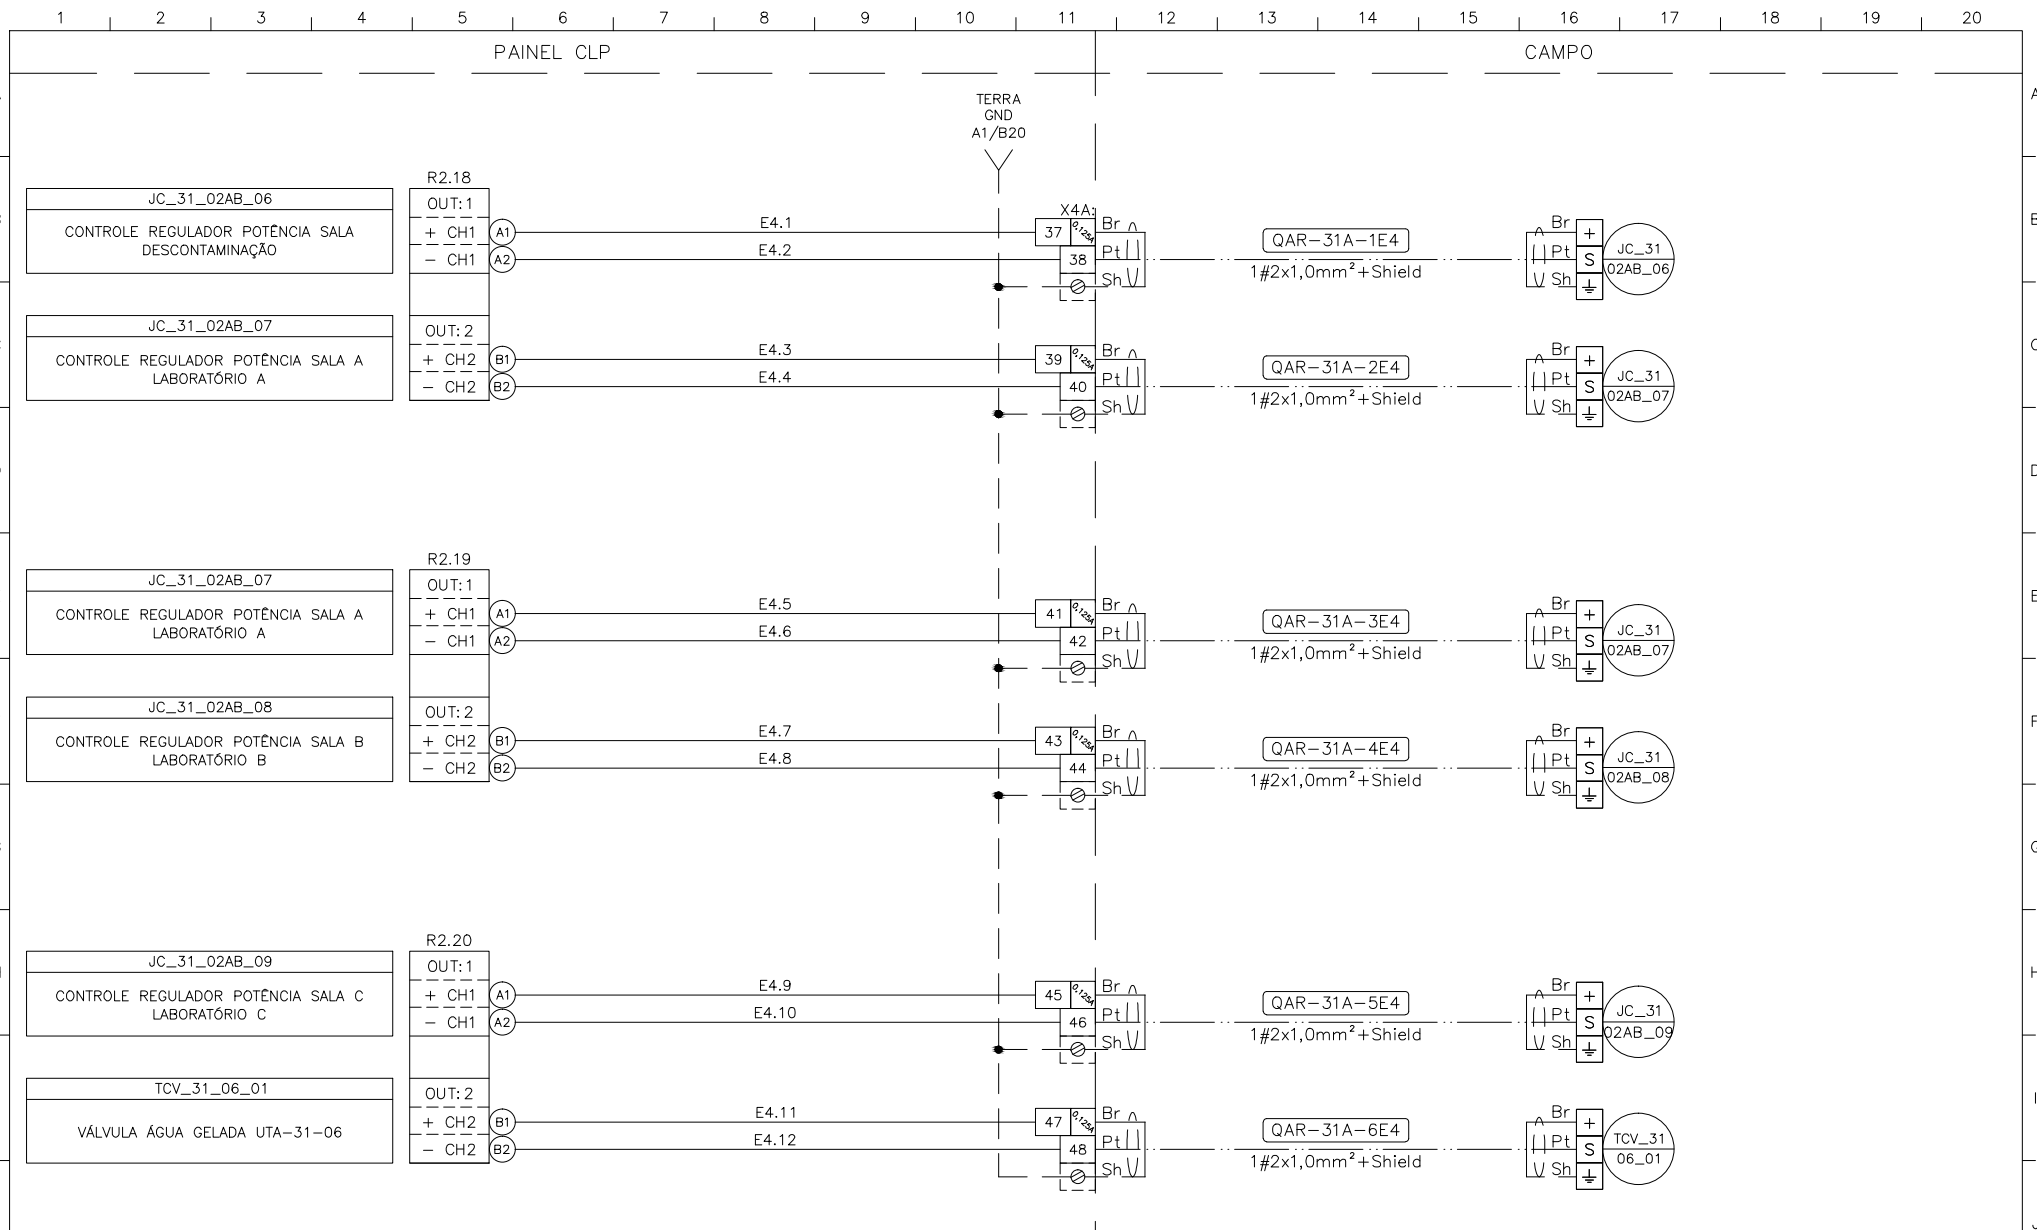 1 2 3 4 5 6 7 8 9 10 11 12 13 14 15 16 17 18 19 20
PAINEL CLP
CAMPO
TERRA
GND
A1/B20
A
B
C
D
E
F
G
H
JC_31_02AB_06
CONTROLE REGULADOR POTÊNCIA SALA
DESCONTAMINAÇÃO
R2.18
OUT:1
+ CH1 A1 E4.1
- CH1 A2 E4.2
X4A:
37 0,125A Br
38 Pt
Sh
QAR-31A-1E4
1#2x1,0mm²+Shield
Br +
Pt S
Sh
JC_31
02AB_06
JC_31_02AB_07
CONTROLE REGULADOR POTÊNCIA SALA A
LABORATÓRIO A
OUT:2
+ CH2 B1 E4.3
- CH2 B2 E4.4
39 0,125A Br
40 Pt
Sh
QAR-31A-2E4
1#2x1,0mm²+Shield
Br +
Pt S
Sh
JC_31
02AB_07
JC_31_02AB_07
CONTROLE REGULADOR POTÊNCIA SALA A
LABORATÓRIO A
R2.19
OUT:1
+ CH1 A1 E4.5
- CH1 A2 E4.6
41 0,125A Br
42 Pt
Sh
QAR-31A-3E4
1#2x1,0mm²+Shield
Br +
Pt S
Sh
JC_31
02AB_07
JC_31_02AB_08
CONTROLE REGULADOR POTÊNCIA SALA B
LABORATÓRIO B
OUT:2
+ CH2 B1 E4.7
- CH2 B2 E4.8
43 0,125A Br
44 Pt
Sh
QAR-31A-4E4
1#2x1,0mm²+Shield
Br +
Pt S
Sh
JC_31
02AB_08
JC_31_02AB_09
CONTROLE REGULADOR POTÊNCIA SALA C
LABORATÓRIO C
R2.20
OUT:1
+ CH1 A1 E4.9
- CH1 A2 E4.10
45 0,125A Br
46 Pt
Sh
QAR-31A-5E4
1#2x1,0mm²+Shield
Br +
Pt S
Sh
JC_31
02AB_09
TCV_31_06_01
VÁLVULA ÁGUA GELADA UTA-31-06
OUT:2
+ CH2 B1 E4.11
- CH2 B2 E4.12
47 0,125A Br
48 Pt
Sh
QAR-31A-6E4
1#2x1,0mm²+Shield
Br +
Pt S
Sh
TCV_31
06_01